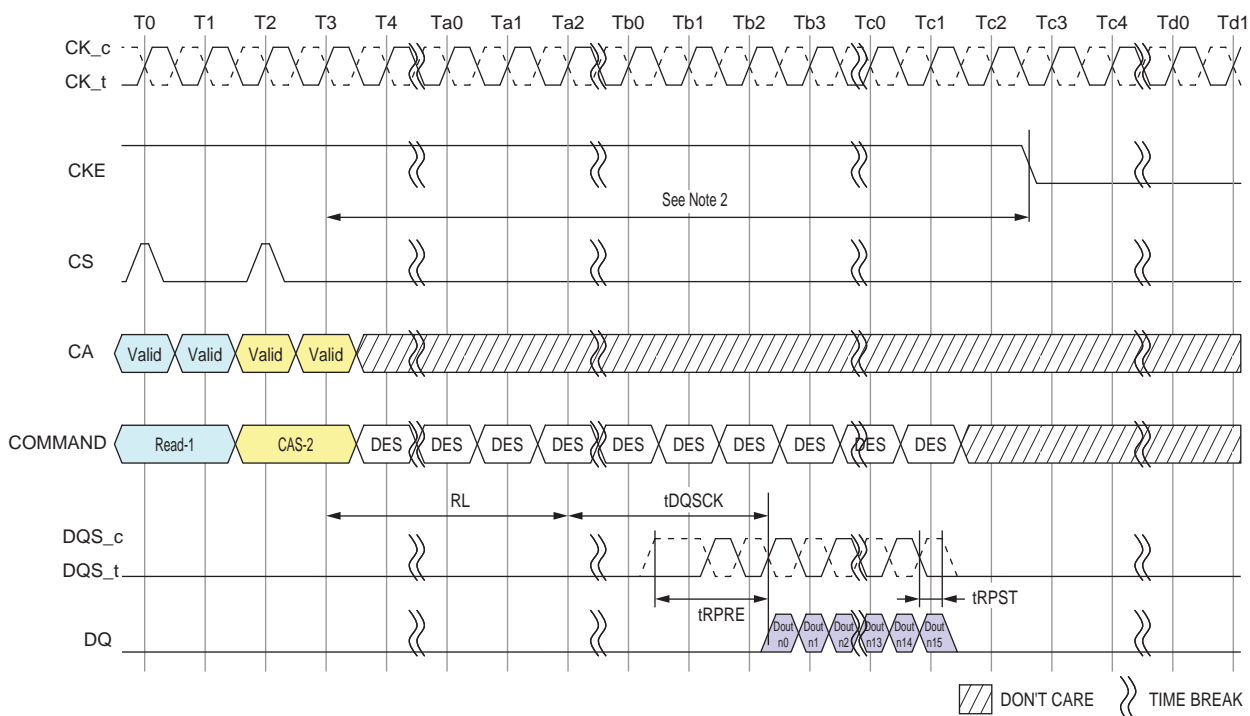 T0 T1 T2 T3 T4 Ta0 Ta1 Ta2 Tb0 Tb1 Tb2 Tb3 Tc0 Tc1 Tc2 Tc3 Tc4 Td0 Td1
CK_c
CK_t
CKE
See Note 2
CS
CA Valid Valid Valid Valid
COMMAND Read-1 CAS-2 DES DES DES DES DES DES DES DES DES DES
RL tDQSCK
DQS_c
DQS_t
tRPRE tRPST
DQ Dout n0 Dout n1 Dout n2 Dout n13 Dout n14 Dout n15
DON'T CARE TIME BREAK